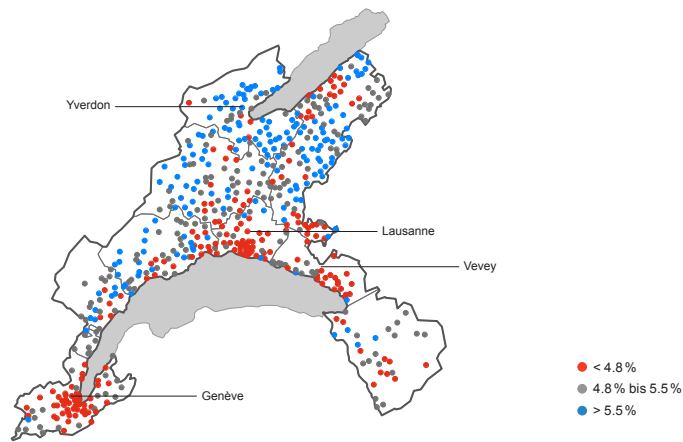 Yverdon
Lausanne
Vevey
Genève
< 4.8 %
4.8 % bis 5.5 %
> 5.5 %